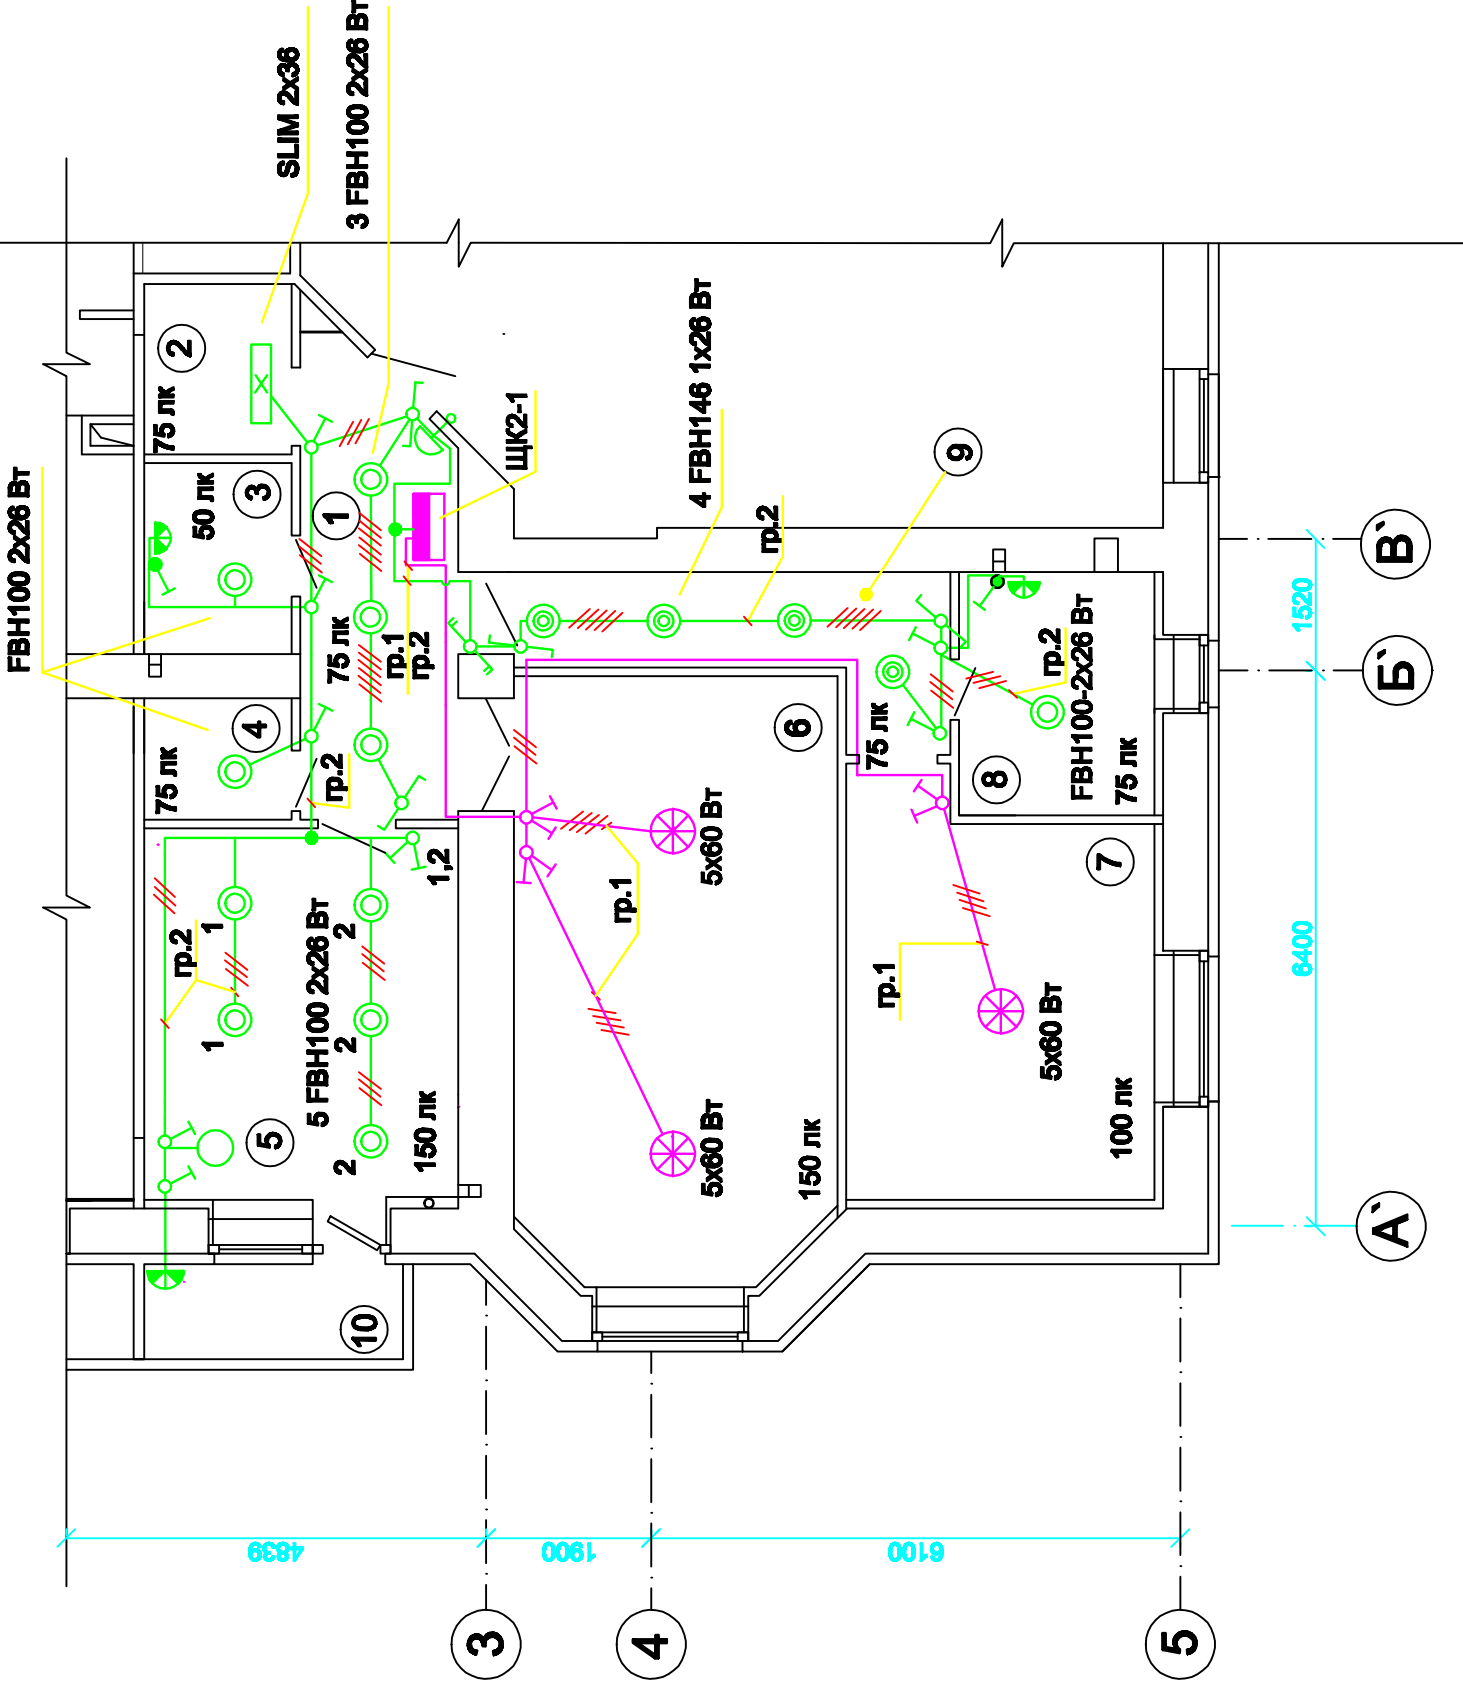 SLIM 2x36
3 FBH100 2x26 Вт
FBH100 2x26 Вт
2
75 лк
3
50 лк
1
75 лк
ЩК2-1
гр.1
гр.2
4 FBH146 1x26 Вт
гр.2
9
4
75 лк
гр.2
1,2
5 FBH100 2x26 Вт
гр.2
1
1
2
2
2
5
150 лк
10
6
5x60 Вт
гр.1
5x60 Вт
150 лк
75 лк
8
FBH100-2x26 Вт
гр.2
75 лк
7
гр.1
5x60 Вт
100 лк
В`
1520
Б`
6400
А`
4839
1900
6100
3
4
5